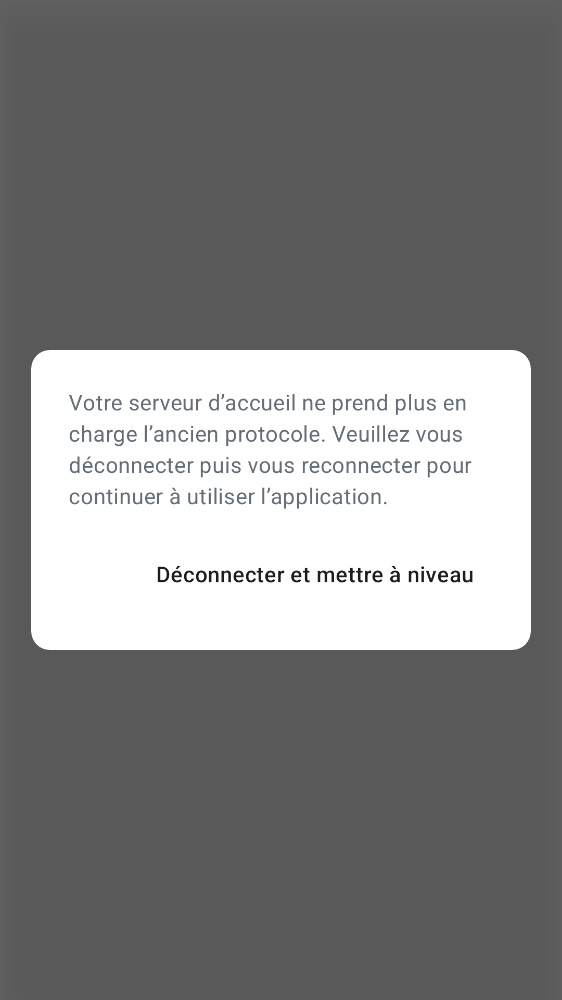 Votre serveur d’accueil ne prend plus en
charge l’ancien protocole. Veuillez vous
déconnecter puis vous reconnecter pour
continuer à utiliser l’application.
Déconnecter et mettre à niveau